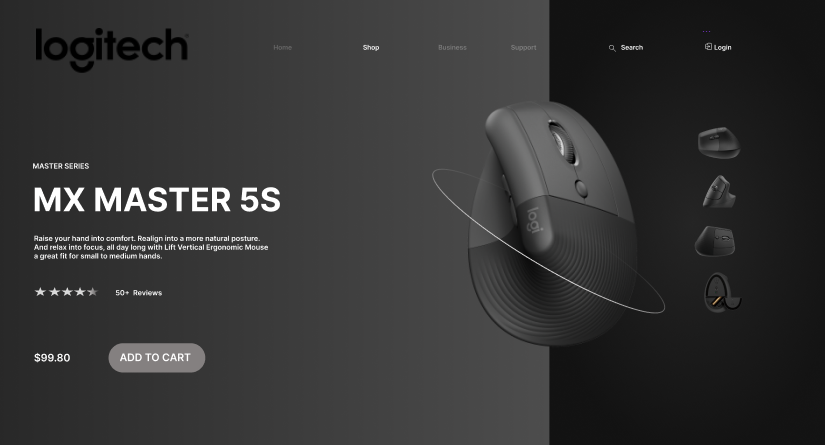 logitech
Home
Shop
Business
Support
Search
Login
MASTER SERIES
MX MASTER 5S
Raise your hand into comfort. Realign into a more natural posture.
And relax into focus, all day long with Lift Vertical Ergonomic Mouse
a great fit for small to medium hands.
50+ Reviews
$99.80
ADD TO CART
logi